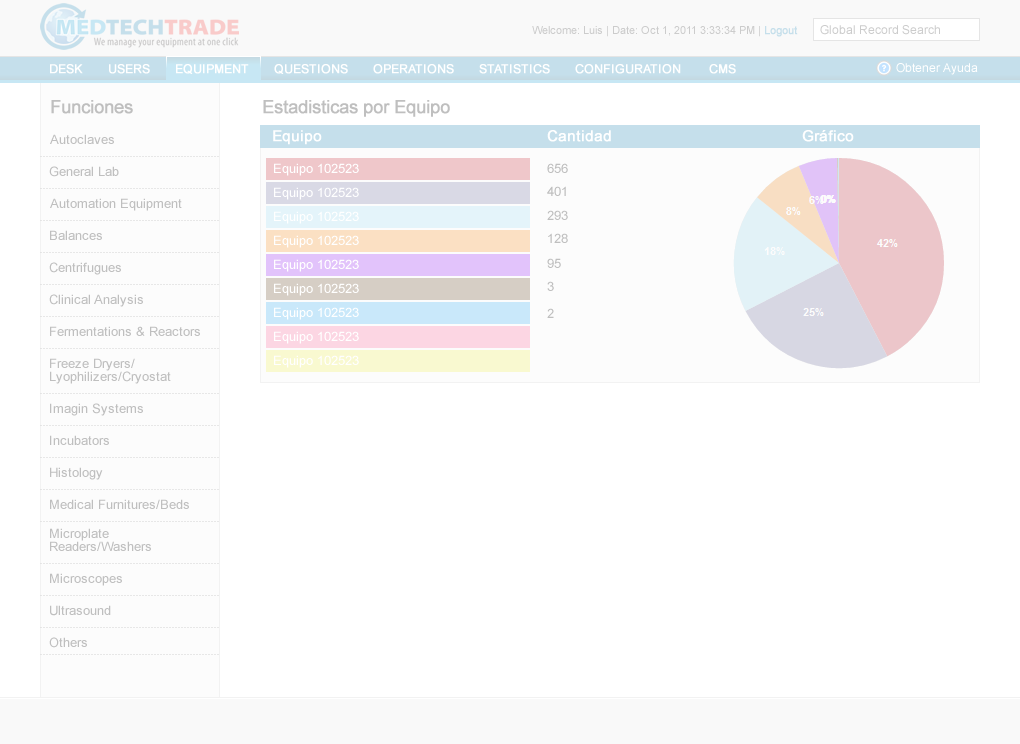 MEDTECHTRADE
We manage your equipment at one click
Welcome: Luis | Date: Oct 1, 2011 3:33:34 PM | Logout
Global Record Search
DESK USERS EQUIPMENT QUESTIONS OPERATIONS STATISTICS CONFIGURATION CMS
? Obtener Ayuda
Funciones
Autoclaves
General Lab
Automation Equipment
Balances
Centrifugues
Clinical Analysis
Fermentations & Reactors
Freeze Dryers/
Lyophilizers/Cryostat
Imagin Systems
Incubators
Histology
Medical Furnitures/Beds
Microplate
Readers/Washers
Microscopes
Ultrasound
Others
Estadisticas por Equipo
Equipo Cantidad Gráfico
Equipo 102523 656
Equipo 102523 401
Equipo 102523 293
Equipo 102523 128
Equipo 102523 95
Equipo 102523 3
Equipo 102523 2
Equipo 102523
Equipo 102523
42%
25%
18%
8%
6%
0%